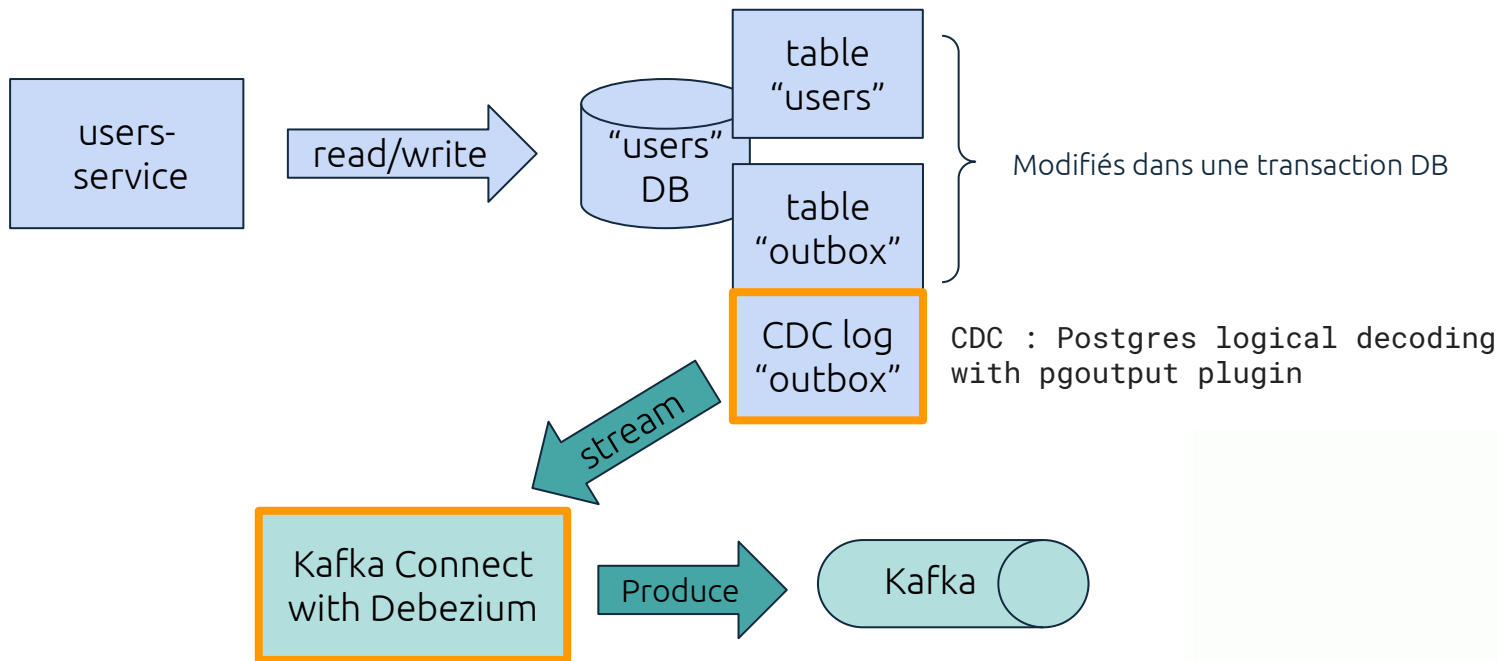 users-
service
read/write
“users”
DB
table
“users”
table
“outbox”
Modifiés dans une transaction DB
CDC log
“outbox”
CDC : Postgres logical decoding
with pgoutput plugin
stream
Kafka Connect
with Debezium
Produce
Kafka